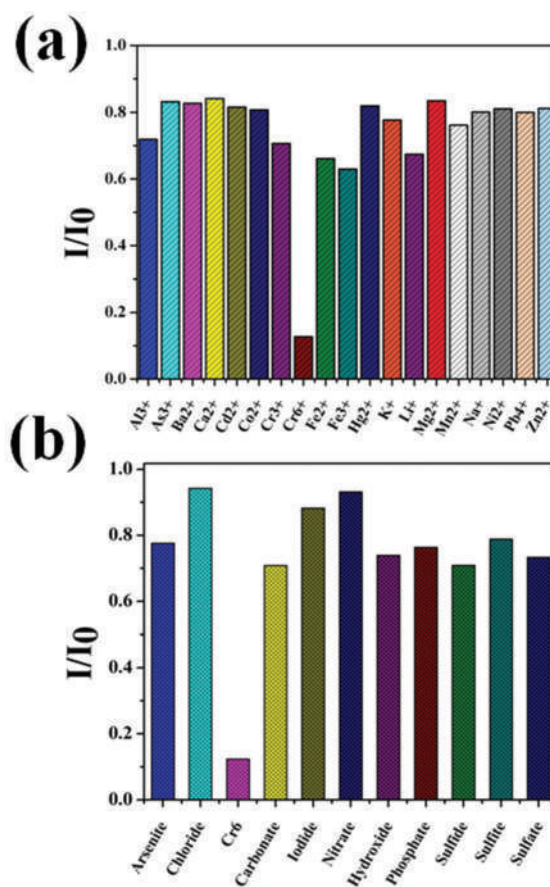 (a)
1.0
0.8
0.6
0.4
0.2
0.0
I/I0
Al3+
As3+
Ba2+
Ca2+
Cd2+
Co2+
Cr3+
Cr6+
Fe2+
Fe3+
Hg2+
K+
Li+
Mg2+
Mn2+
Na+
Ni2+
Pb4+
Zn2+
(b)
1.0
0.8
0.6
0.4
0.2
0.0
I/I0
Arsenite
Chloride
Cr6
Carbonate
Iodide
Nitrate
Hydroxide
Phosphate
Sulfide
Sulfite
Sulfate